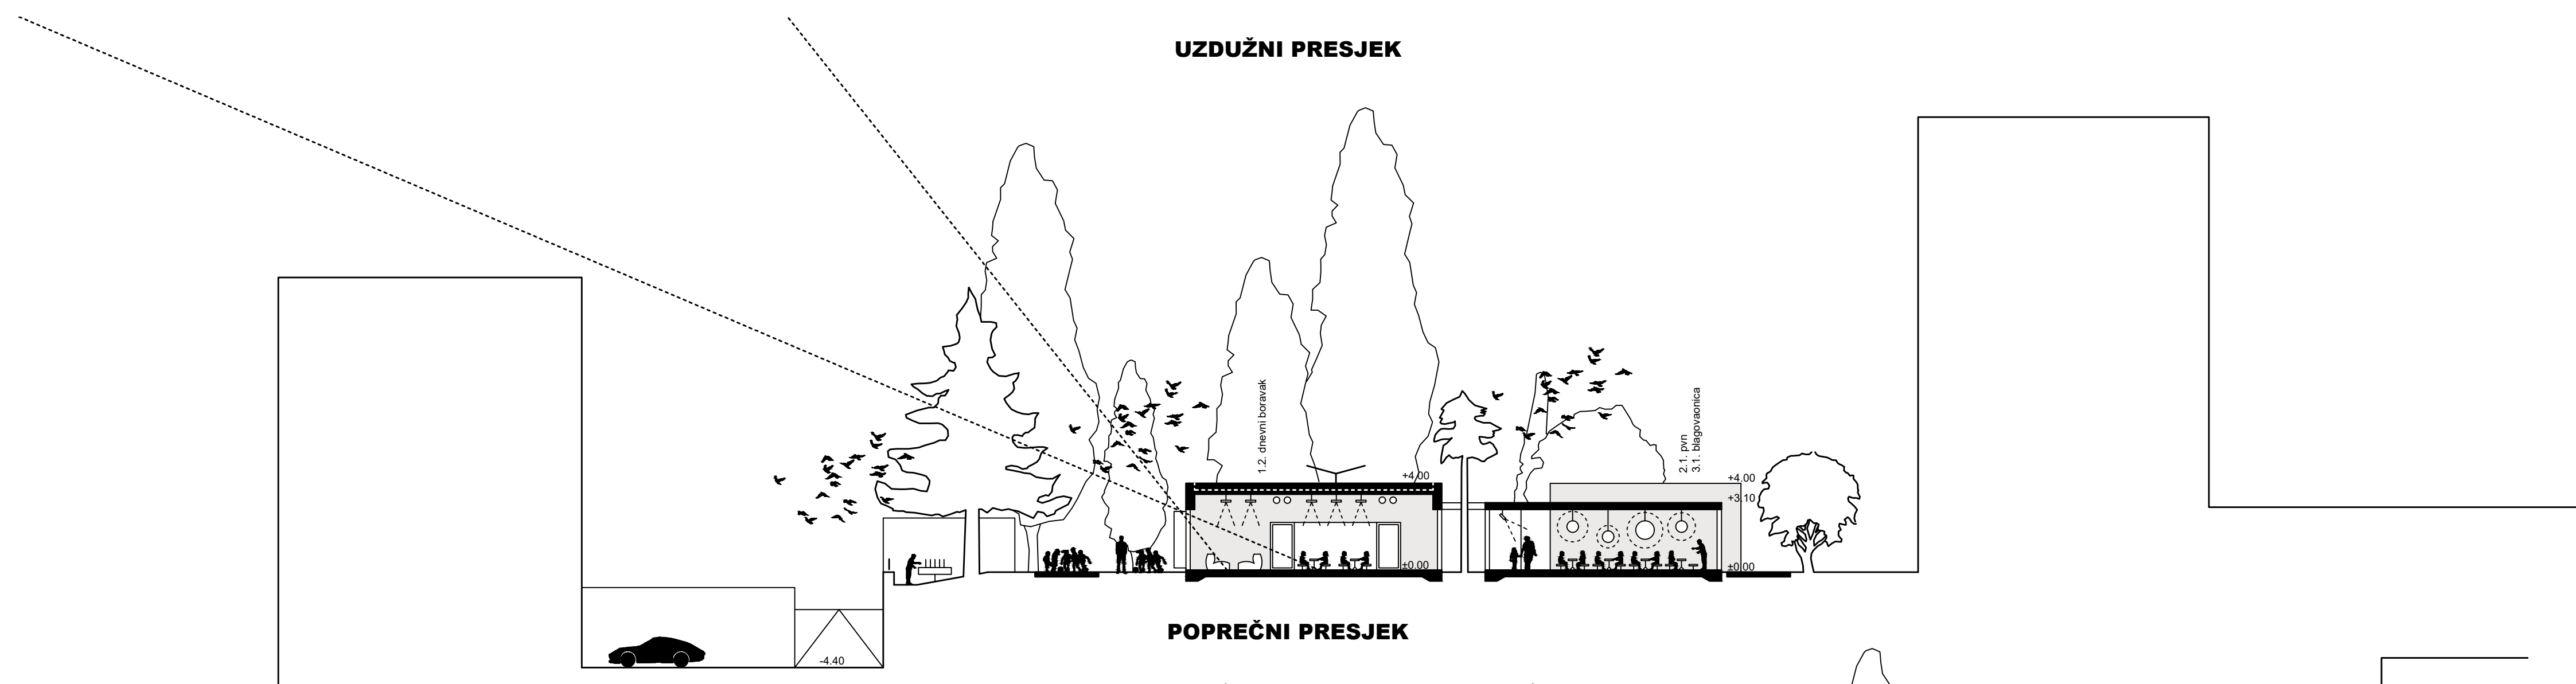 UZDUŽNI PRESJEK
1.2. dnevni boravak
2.1. pvn
3.1. blagovaonica
+4.00
+4.00
+3.10
±0.00
±0.00
POPREČNI PRESJEK
-4.40